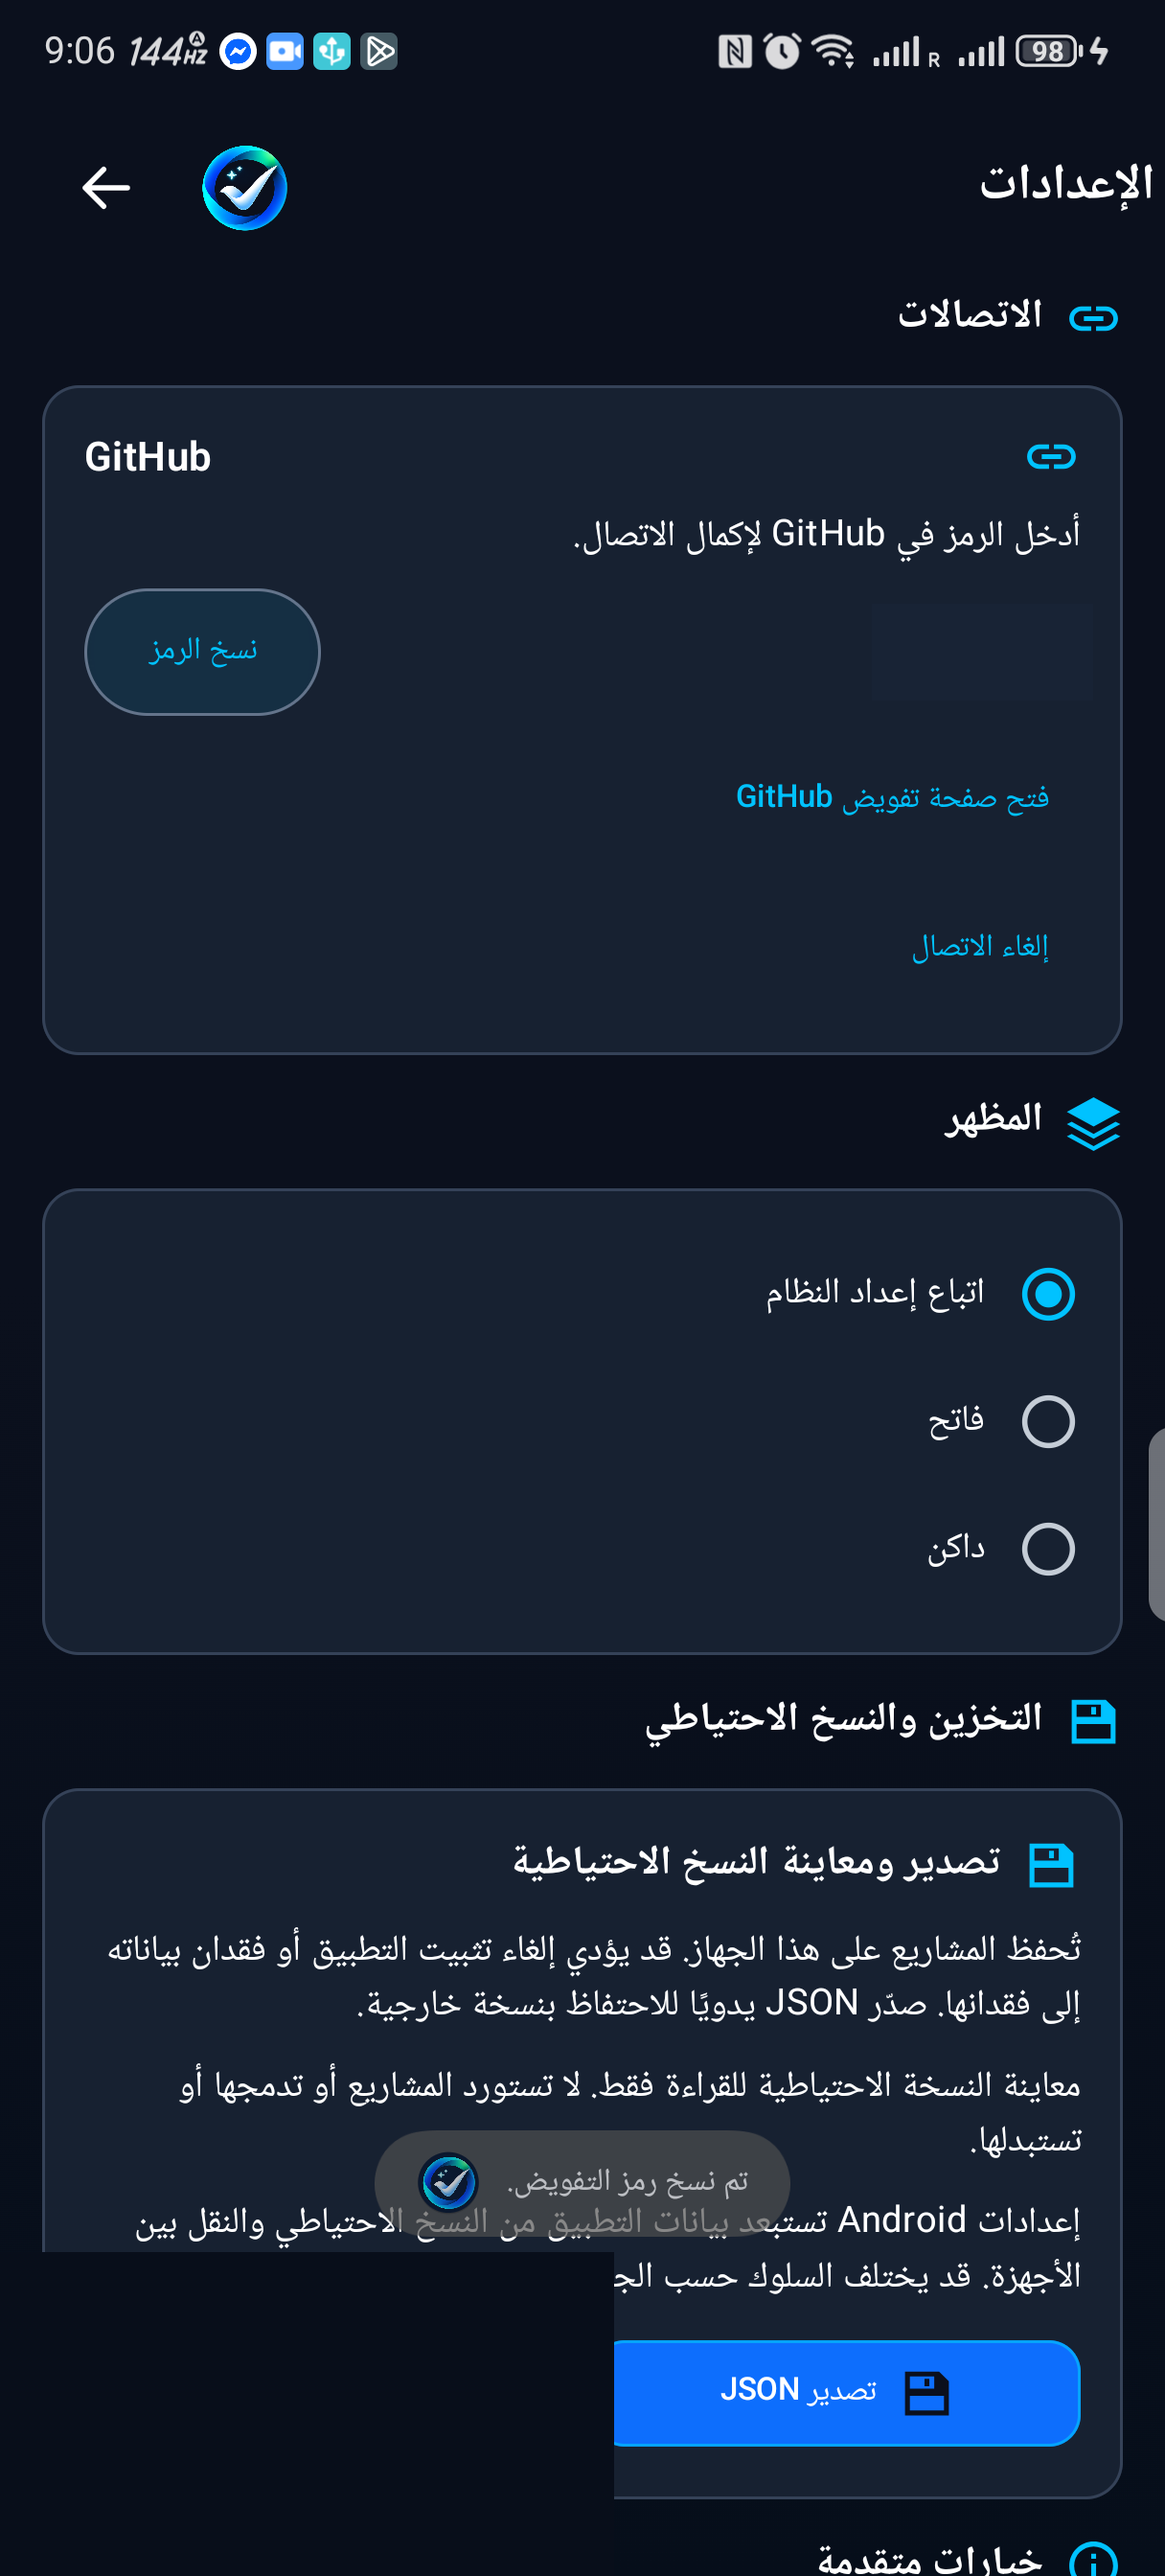 9:06 144HZ A R 98
الإعدادات
الاتصالات
GitHub
أدخل الرمز في GitHub لإكمال الاتصال.
نسخ الرمز
فتح صفحة تفويض GitHub
إلغاء الاتصال
المظهر
اتباع إعداد النظام
فاتح
داكن
التخزين والنسخ الاحتياطي
تصدير ومعاينة النسخ الاحتياطية
تُحفظ المشاريع على هذا الجهاز. قد يؤدي إلغاء تثبيت التطبيق أو فقدان بياناته
إلى فقدانها. صدّر JSON يدويًا للاحتفاظ بنسخة خارجية.
معاينة النسخة الاحتياطية للقراءة فقط. لا تستورد المشاريع أو تدمجها أو
تستبدلها.
تم نسخ رمز التفويض.
إعدادات Android تستبعد بيانات التطبيق من النسخ الاحتياطي والنقل بين
الأجهزة. قد يختلف السلوك حسب
تصدير JSON
خيارات متقدمة